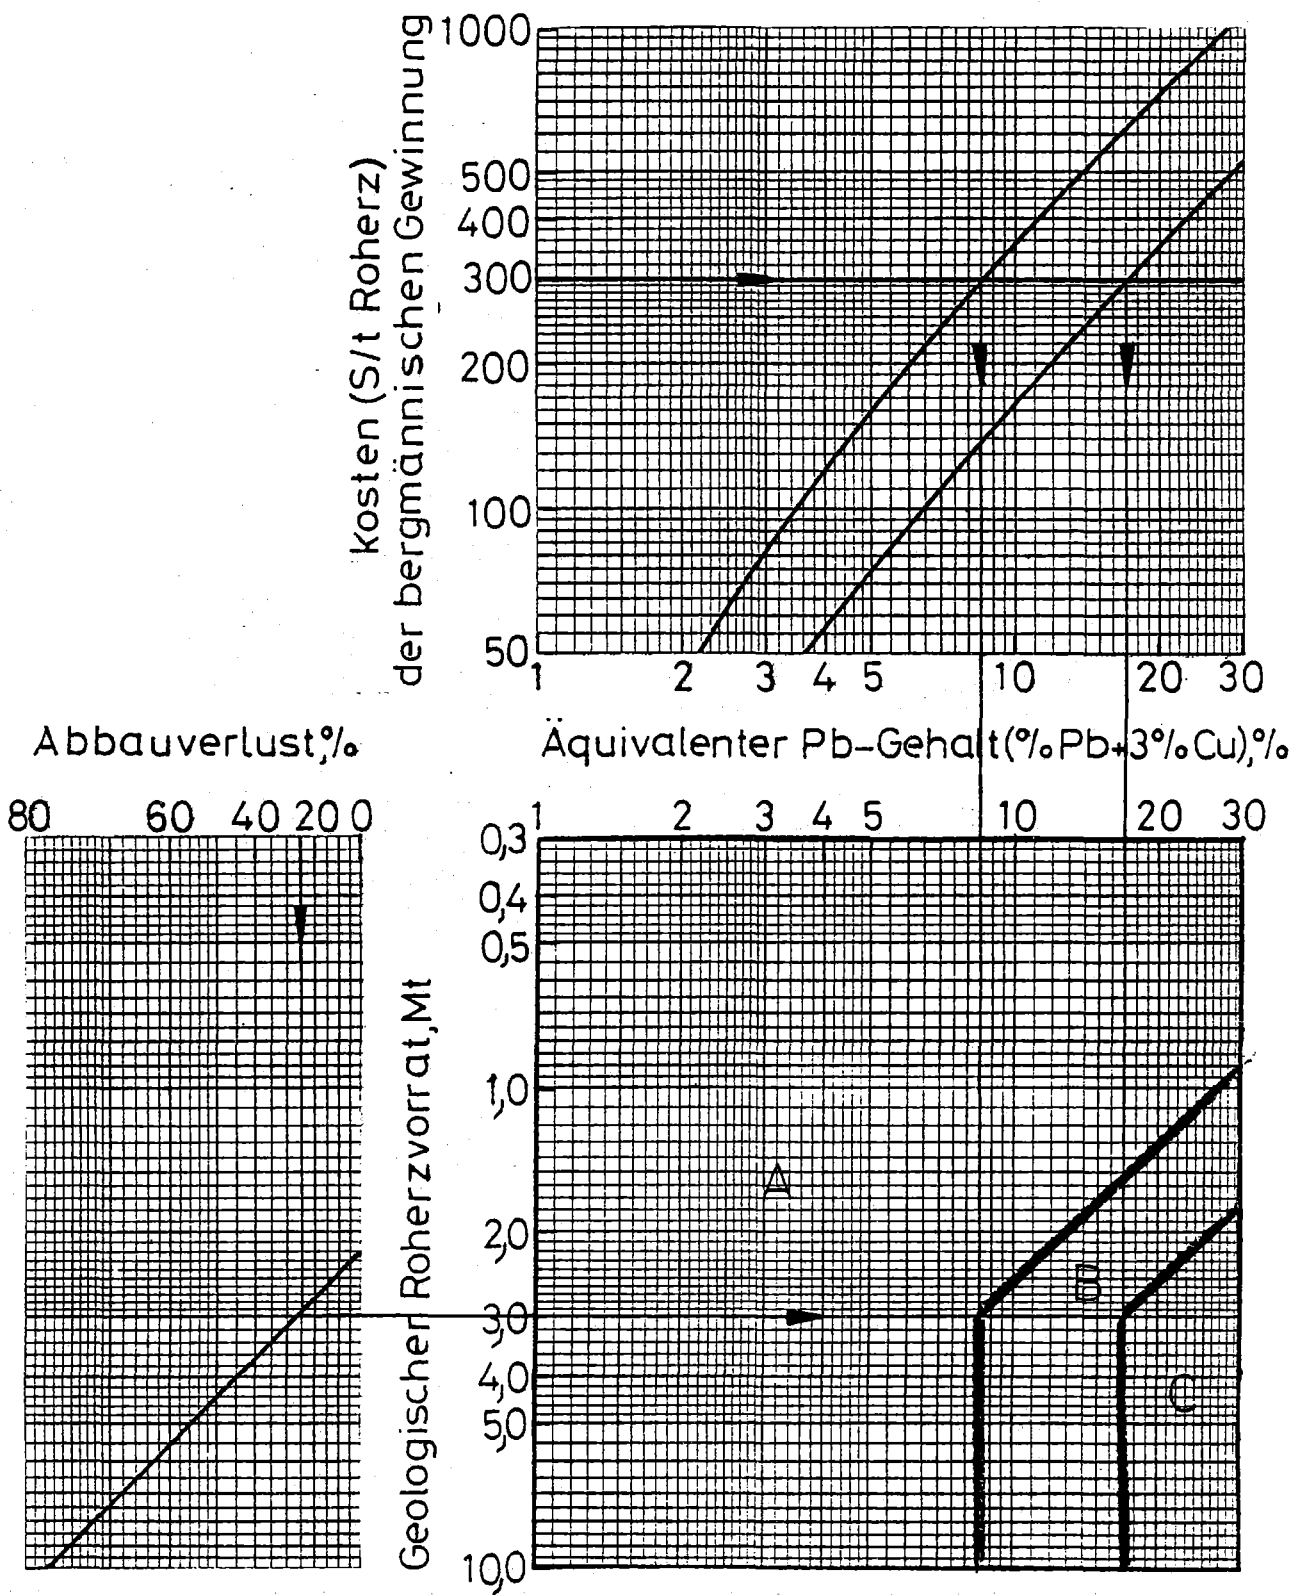 Kosten (S/t Roherz)
der bergmännischen Gewinnung
1000
500
400
300
200
100
50
1 2 3 4 5 10 20 30
Äquivalenter Pb-Gehalt(% Pb+3% Cu),%
Abbauverlust,%
80 60 40 20 0
1 2 3 4 5 10 20 30
Geologischer Roherzvorrat, Mt
0,3
0,4
0,5
1,0
2,0
3,0
4,0
5,0
10,0
A
B
C